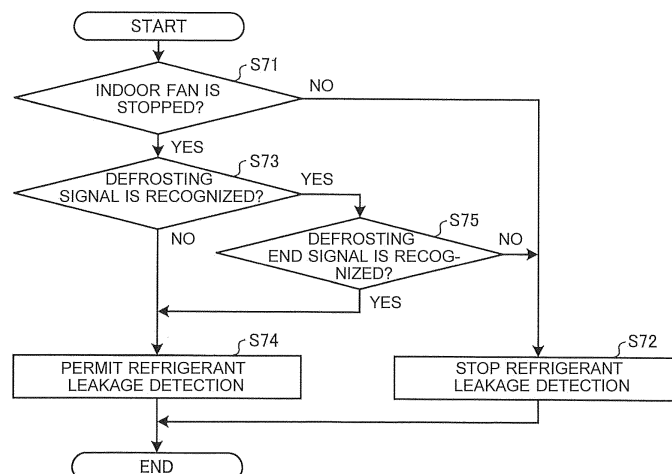 START
S71
INDOOR FAN IS
STOPPED?
NO
YES
S73
DEFROSTING
SIGNAL IS RECOGNIZED?
YES
NO
S75
DEFROSTING
END SIGNAL IS RECOG-
NIZED?
NO
YES
S74
PERMIT REFRIGERANT
LEAKAGE DETECTION
S72
STOP REFRIGERANT
LEAKAGE DETECTION
END